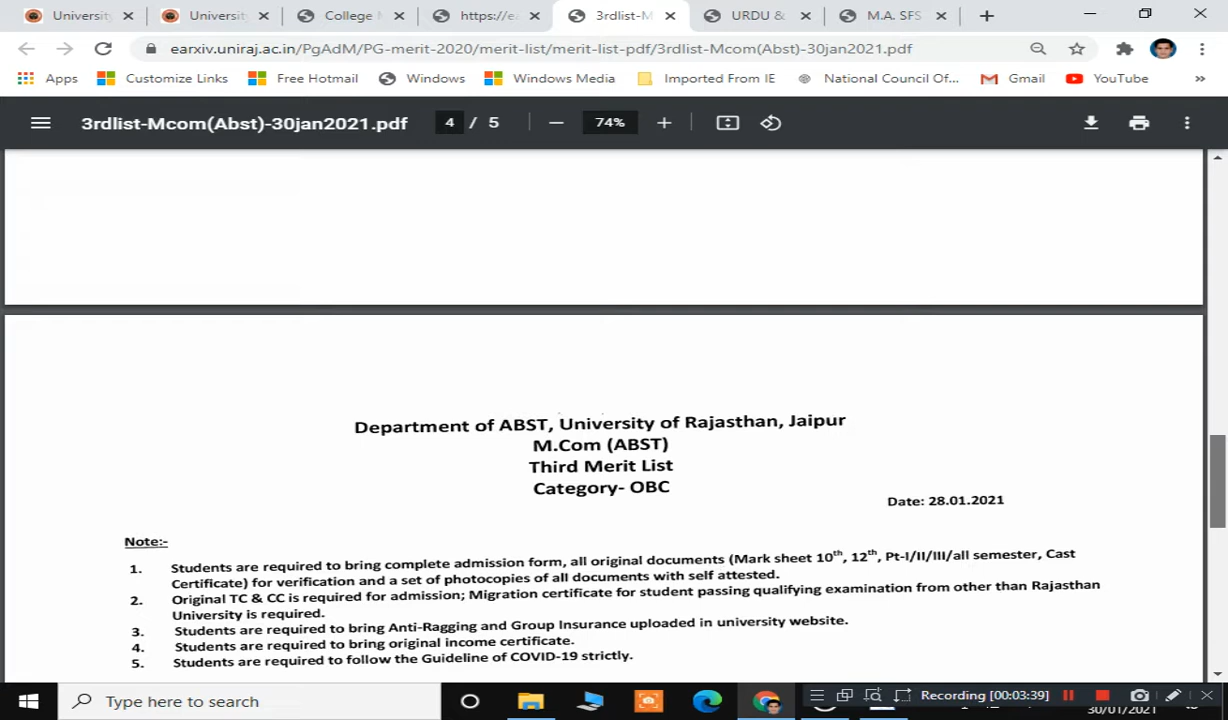 University
University
College M
https://ea
3rdlist-M
URDU &
M.A. SFS
earxiv.uniraj.ac.in/PgAdM/PG-merit-2020/merit-list/merit-list-pdf/3rdlist-Mcom(Abst)-30jan2021.pdf
Apps
Customize Links
Free Hotmail
Windows
Windows Media
Imported From IE
National Council Of...
Gmail
YouTube
»
3rdlist-Mcom(Abst)-30jan2021.pdf
4 / 5
74%
Department of ABST, University of Rajasthan, Jaipur
M.Com (ABST)
Third Merit List
Category- OBC
Date: 28.01.2021
Note:-
1. Students are required to bring complete admission form, all original documents (Mark sheet 10th, 12th, Pt-I/II/III/all semester, Cast
Certificate) for verification and a set of photocopies of all documents with self attested.
2. Original TC & CC is required for admission; Migration certificate for student passing qualifying examination from other than Rajasthan
University is required.
3. Students are required to bring Anti-Ragging and Group Insurance uploaded in university website.
4. Students are required to bring original income certificate.
5. Students are required to follow the Guideline of COVID-19 strictly.
Type here to search
Recording [00:03:39]
30/01/2021